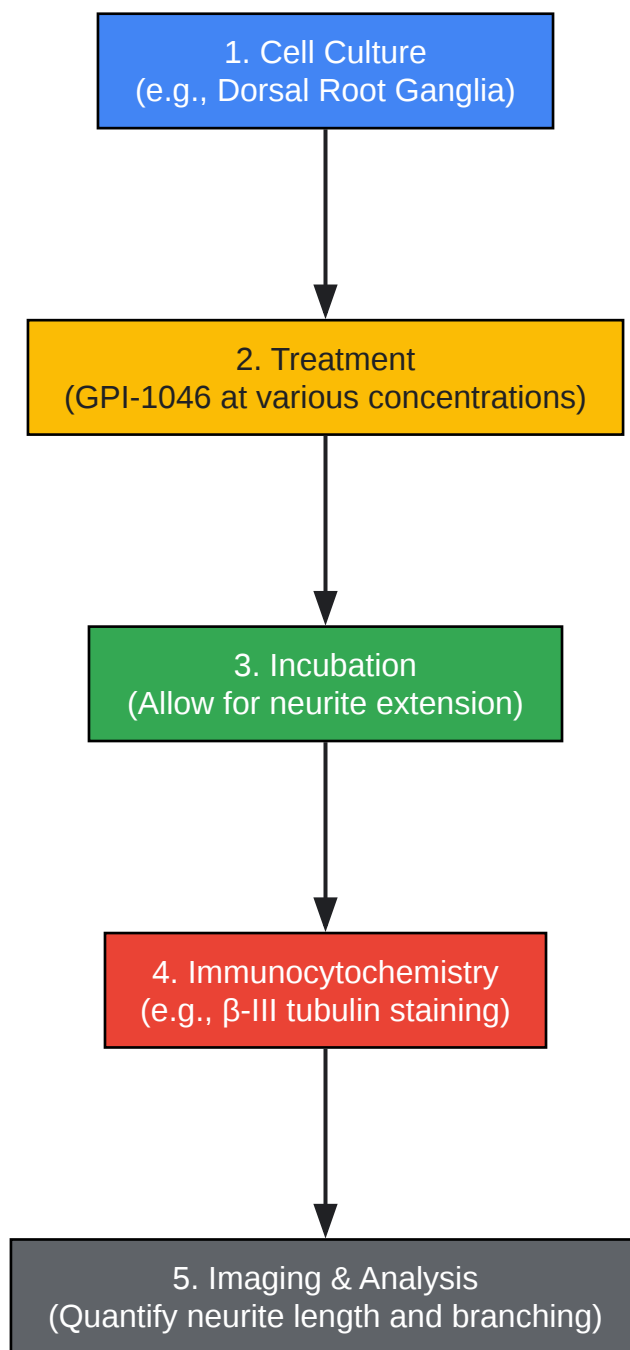 1. Cell Culture
(e.g., Dorsal Root Ganglia)
2. Treatment
(GPI-1046 at various concentrations)
3. Incubation
(Allow for neurite extension)
4. Immunocytochemistry
(e.g., β-III tubulin staining)
5. Imaging & Analysis
(Quantify neurite length and branching)